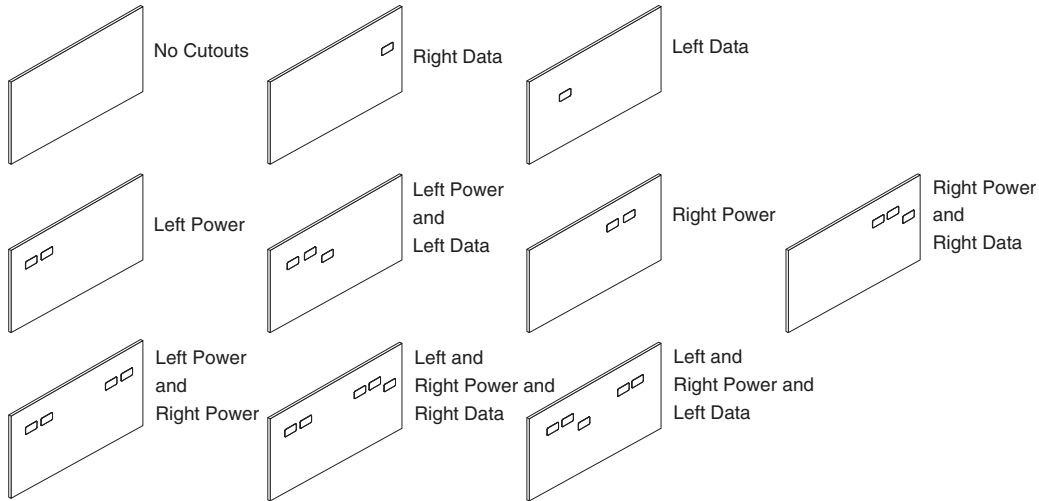 No Cutouts
Right Data
Left Data
Left Power
Left Power
and
Left Data
Right Power
Right Power
and
Right Data
Left Power
and
Right Power
Left and
Right Power and
Right Data
Left and
Right Power and
Left Data